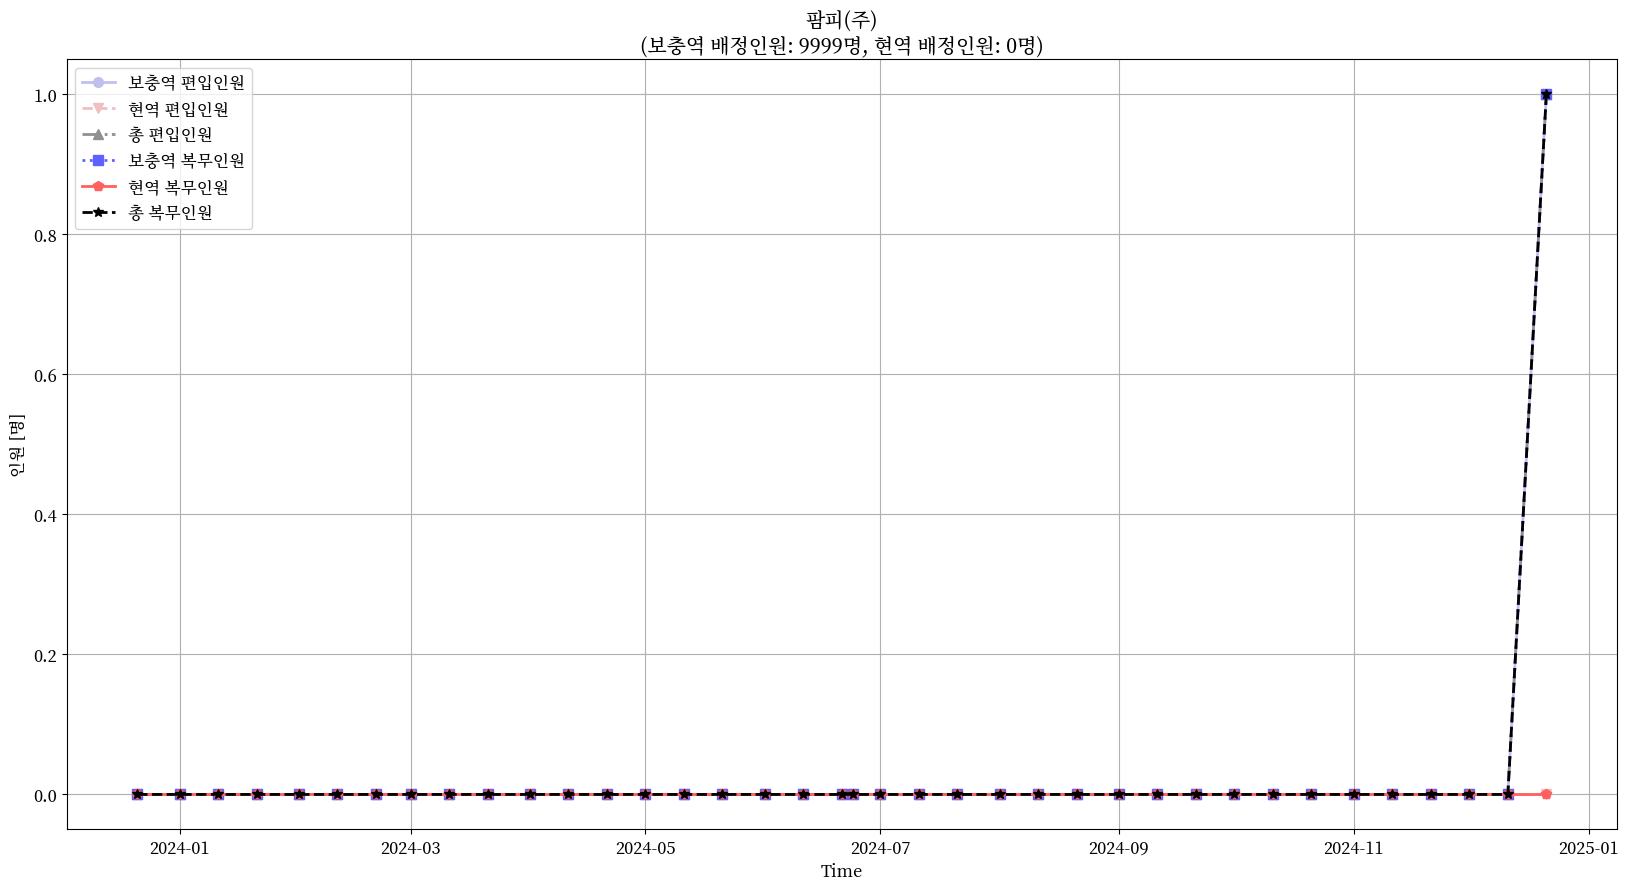 팜피(주)
(보충역 배정인원: 9999명, 현역 배정인원: 0명)
보충역 편입인원
현역 편입인원
총 편입인원
보충역 복무인원
현역 복무인원
총 복무인원
인원 [명]
1.0
0.8
0.6
0.4
0.2
0.0
2024-01
2024-03
2024-05
2024-07
2024-09
2024-11
2025-01
Time